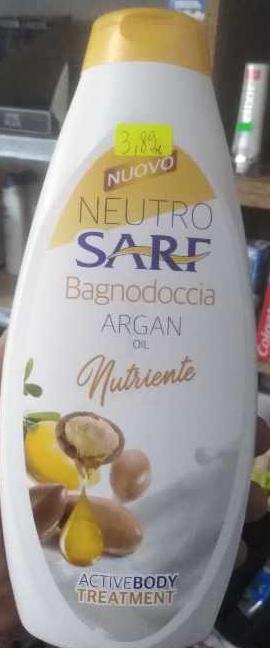 3,89€
NUOVO
NEUTRO
SARF
Bagnodoccia
ARGAN
OIL
Nutriente
ACTIVEBODY
TREATMENT